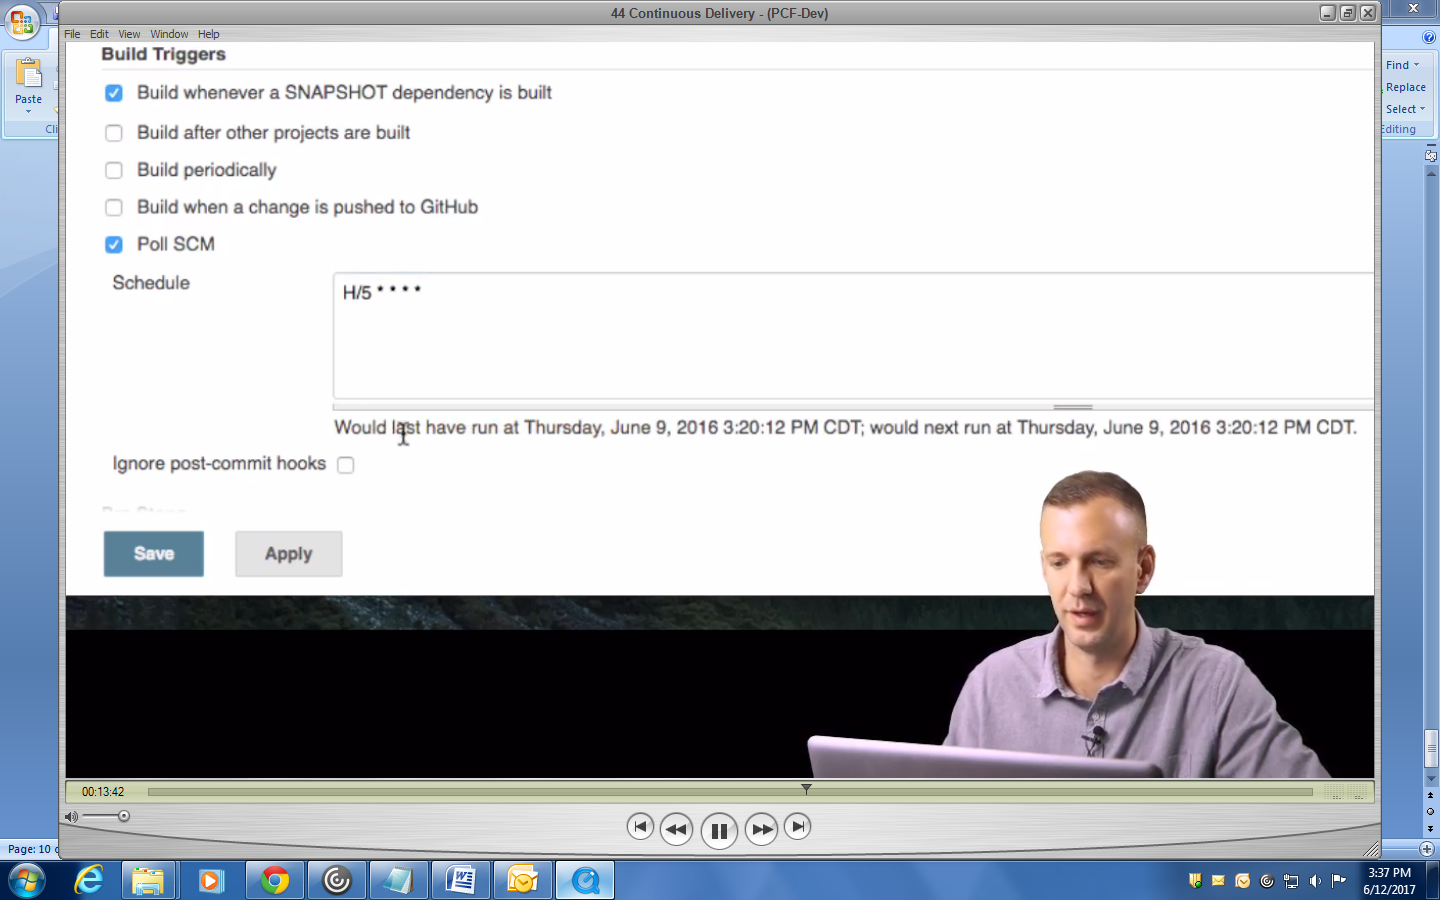 44 Continuous Delivery - (PCF-Dev)
File Edit View Window Help
Paste
Find
Replace
Select
Editing
Build Triggers
Build whenever a SNAPSHOT dependency is built
Build after other projects are built
Build periodically
Build when a change is pushed to GitHub
Poll SCM
Schedule
H/5 * * * *
Would last have run at Thursday, June 9, 2016 3:20:12 PM CDT; would next run at Thursday, June 9, 2016 3:20:12 PM CDT.
Ignore post-commit hooks
Save Apply
00:13:42
Page: 10
3:37 PM
6/12/2017